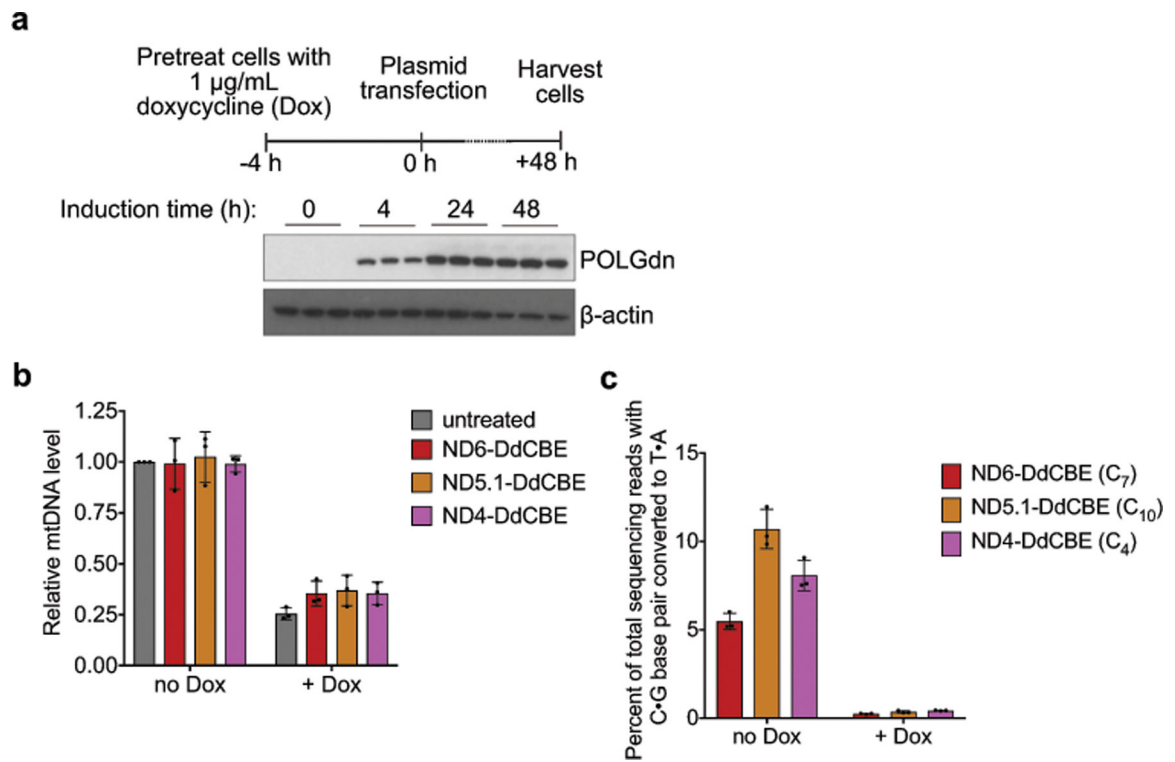 a
Pretreat cells with
1 µg/mL
doxycycline (Dox)
Plasmid
transfection
Harvest
cells
-4 h
0 h
+48 h
Induction time (h):
0
4
24
48
POLGdn
β-actin
b
Relative mtDNA level
1.25
1.00
0.75
0.50
0.25
0.00
no Dox
+ Dox
untreated
ND6-DdCBE
ND5.1-DdCBE
ND4-DdCBE
c
Percent of total sequencing reads with
C•G base pair converted to T•A
15
10
5
0
no Dox
+ Dox
ND6-DdCBE (C7)
ND5.1-DdCBE (C10)
ND4-DdCBE (C4)